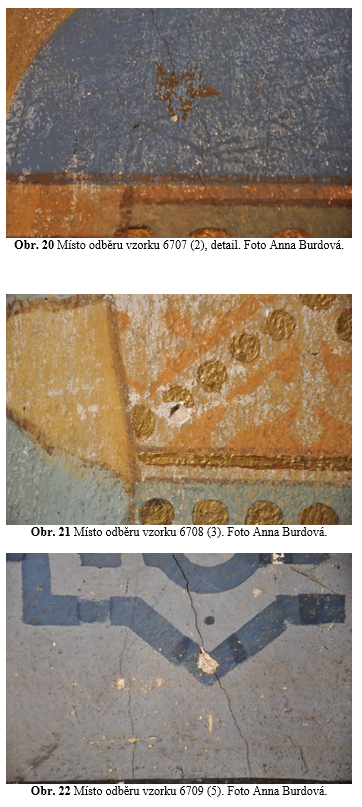 Obr. 20 Místo odběru vzorku 6707 (2), detail. Foto Anna Burdová.
Obr. 21 Místo odběru vzorku 6708 (3). Foto Anna Burdová.
Obr. 22 Místo odběru vzorku 6709 (5). Foto Anna Burdová.